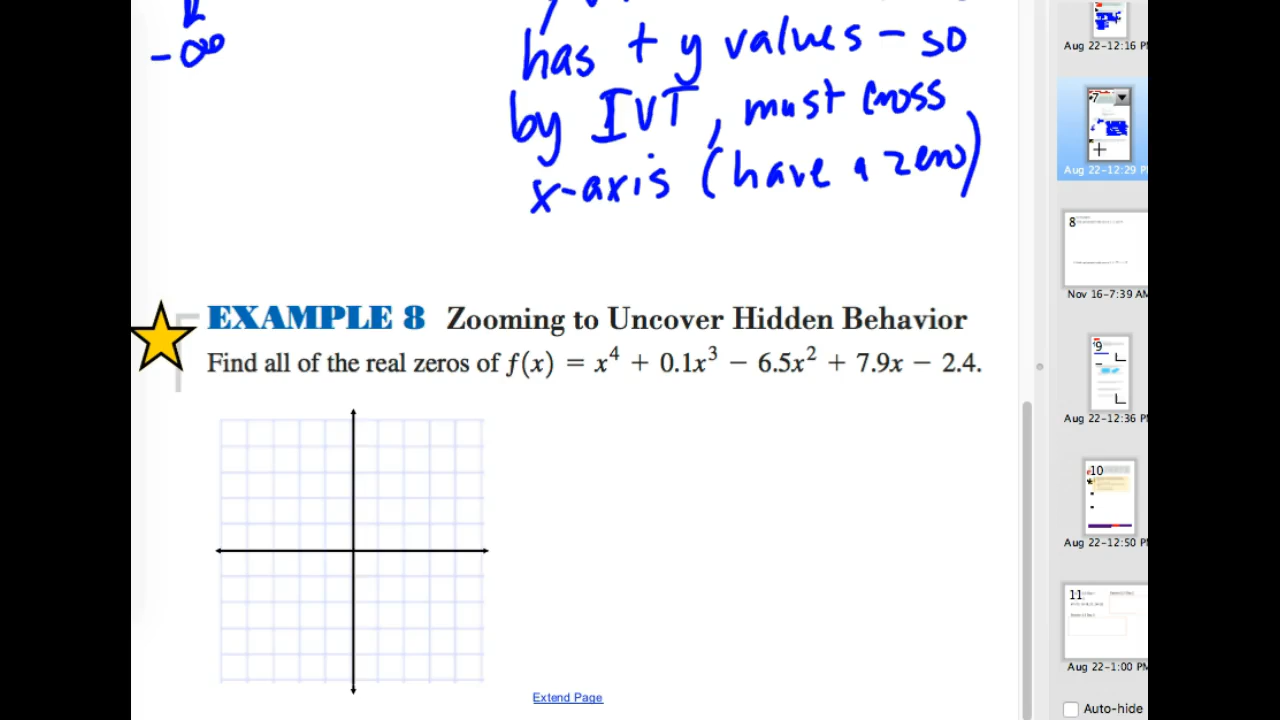 -∞
has + y values - so
by IVT, must cross
x-axis (have a zero)
EXAMPLE 8 Zooming to Uncover Hidden Behavior
Find all of the real zeros of f(x) = x⁴ + 0.1x³ − 6.5x² + 7.9x − 2.4.
Extend Page
Aug 22-12:16 P
7
Aug 22-12:29 P
8
Nov 16-7:39 AM
9
Aug 22-12:36 P
10
Aug 22-12:50 P
11
Aug 22-1:00 P
Auto-hide